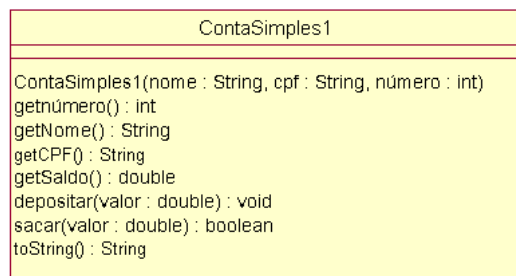 ContaSimples1
ContaSimples1(nome : String, cpf : String, número : int)
getnúmero() : int
getNome() : String
getCPF() : String
getSaldo() : double
depositar(valor : double) : void
sacar(valor : double) : boolean
toString() : String